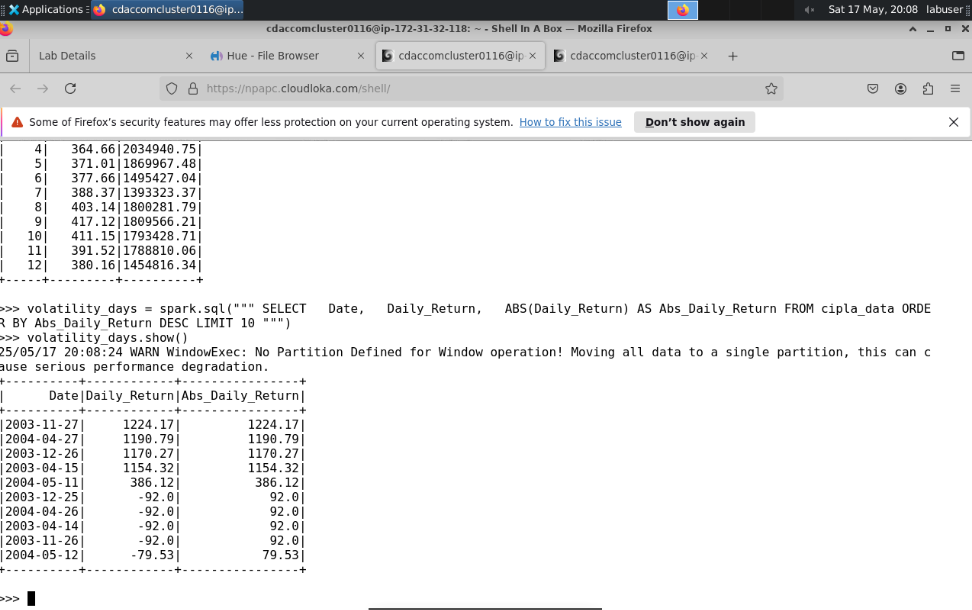 Applications
cdaccomcluster0116@ip...
Sat 17 May, 20:08
labuser
cdaccomcluster0116@ip-172-31-32-118: ~ - Shell In A Box — Mozilla Firefox
Lab Details
Hue - File Browser
cdaccomcluster0116@ip-
cdaccomcluster0116@ip-
https://npapc.cloudloka.com/shell/
Some of Firefox's security features may offer less protection on your current operating system.
How to fix this issue
Don't show again
|    4|   364.66|2034940.75|
|    5|   371.01|1869967.48|
|    6|   377.66|1495427.04|
|    7|   388.37|1393323.37|
|    8|   403.14|1800281.79|
|    9|   417.12|1809566.21|
|   10|   411.15|1793428.71|
|   11|   391.52|1788810.06|
|   12|   380.16|1454816.34|
+-----+---------+----------+
>>> volatility_days = spark.sql(""" SELECT   Date,   Daily_Return,   ABS(Daily_Return) AS Abs_Daily_Return FROM cipla_data ORDE
R BY Abs_Daily_Return DESC LIMIT 10 """)
>>> volatility_days.show()
25/05/17 20:08:24 WARN WindowExec: No Partition Defined for Window operation! Moving all data to a single partition, this can c
ause serious performance degradation.
+----------+------------+----------------+
|      Date|Daily_Return|Abs_Daily_Return|
+----------+------------+----------------+
|2003-11-27|     1224.17|         1224.17|
|2004-04-27|     1190.79|         1190.79|
|2003-12-26|     1170.27|         1170.27|
|2003-04-15|     1154.32|         1154.32|
|2004-05-11|      386.12|          386.12|
|2003-12-25|       -92.0|            92.0|
|2004-04-26|       -92.0|            92.0|
|2003-04-14|       -92.0|            92.0|
|2003-11-26|       -92.0|            92.0|
|2004-05-12|      -79.53|           79.53|
+----------+------------+----------------+
>>>